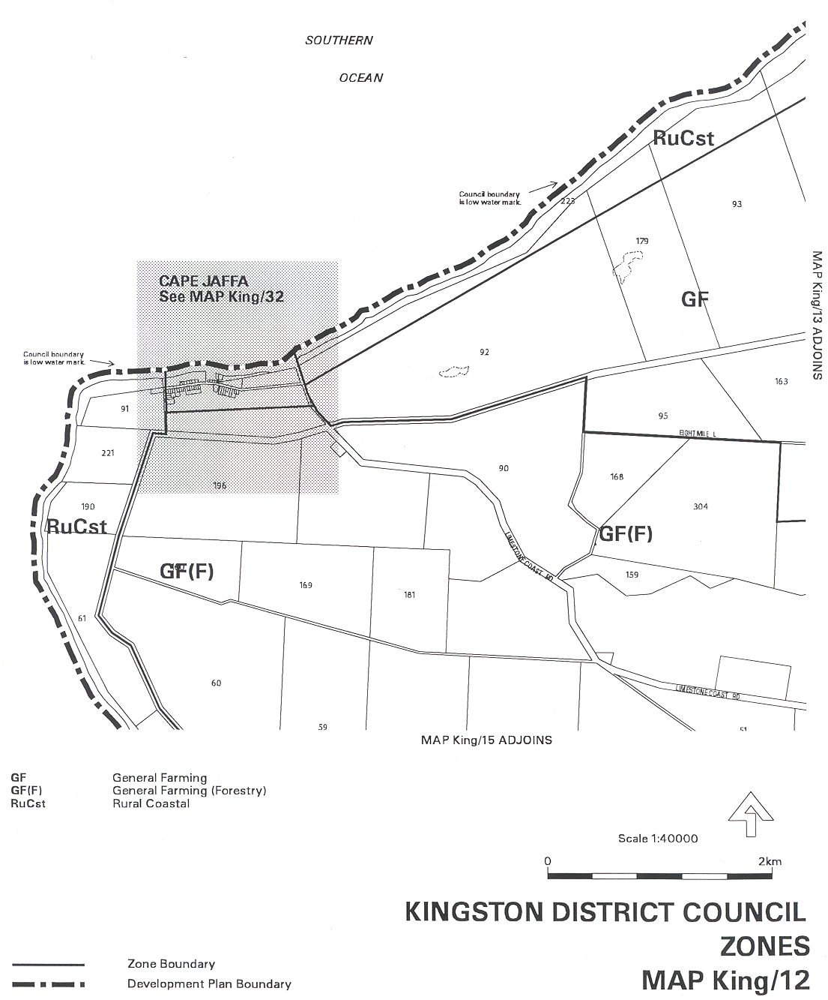 SOUTHERN
OCEAN
RuCst
Council boundary
is low water mark.
223
93
179
MAP King/13 ADJOINS
CAPE JAFFA
See MAP King/32
GF
Council boundary
is low water mark.
92
163
91
95
EIGHT MILE L
221
90
168
196
190
304
RuCst
GF(F)
LIMESTONE COAST RD
GF(F)
159
169
181
61
60
LIMESTONE COAST RD
59
51
MAP King/15 ADJOINS
GF General Farming
GF(F) General Farming (Forestry)
RuCst Rural Coastal
Scale 1:40000
0 2km
KINGSTON DISTRICT COUNCIL
ZONES
MAP King/12
Zone Boundary
Development Plan Boundary